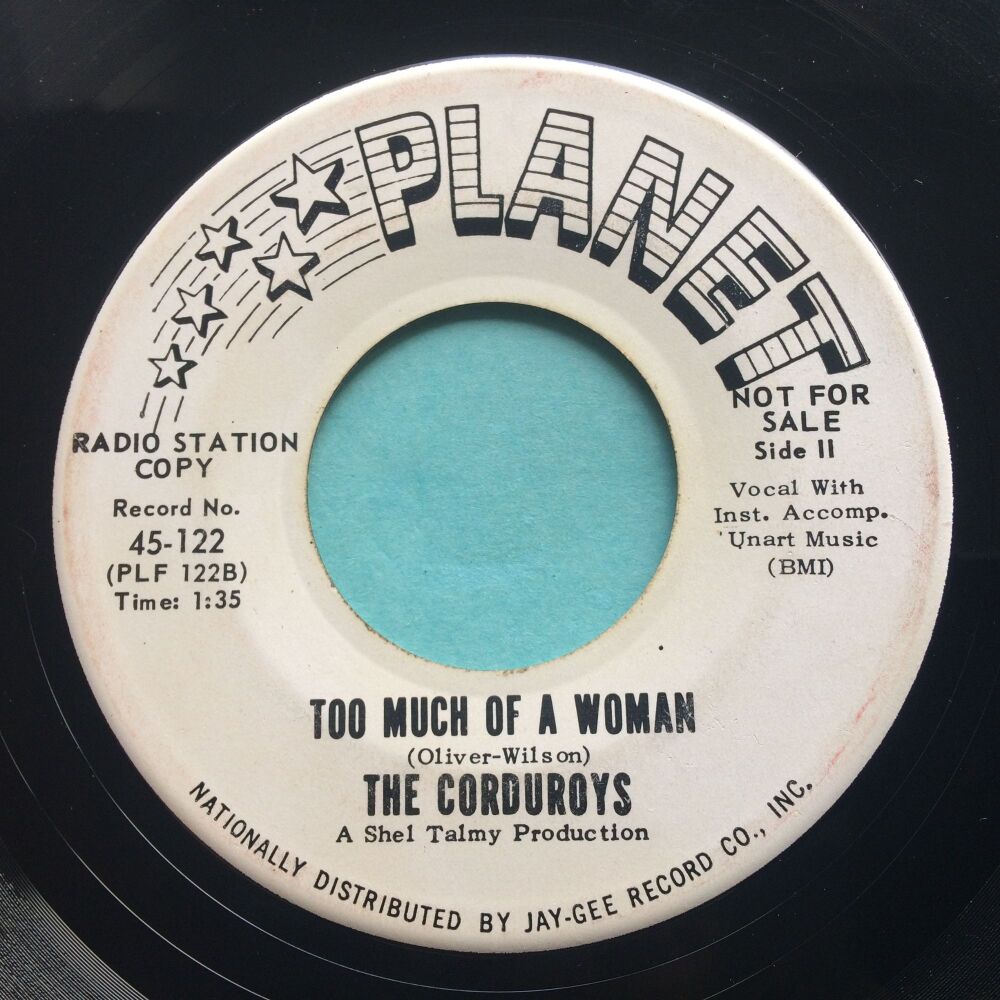 PLANET
RADIO STATION
COPY
Record No.
45-122
(PLF 122B)
Time: 1:35
NOT FOR
SALE
Side II
Vocal With
Inst. Accomp.
Unart Music
(BMI)
TOO MUCH OF A WOMAN
(Oliver-Wilson)
THE CORDUROYS
A Shel Talmy Production
NATIONALLY DISTRIBUTED BY JAY-GEE RECORD CO., INC.